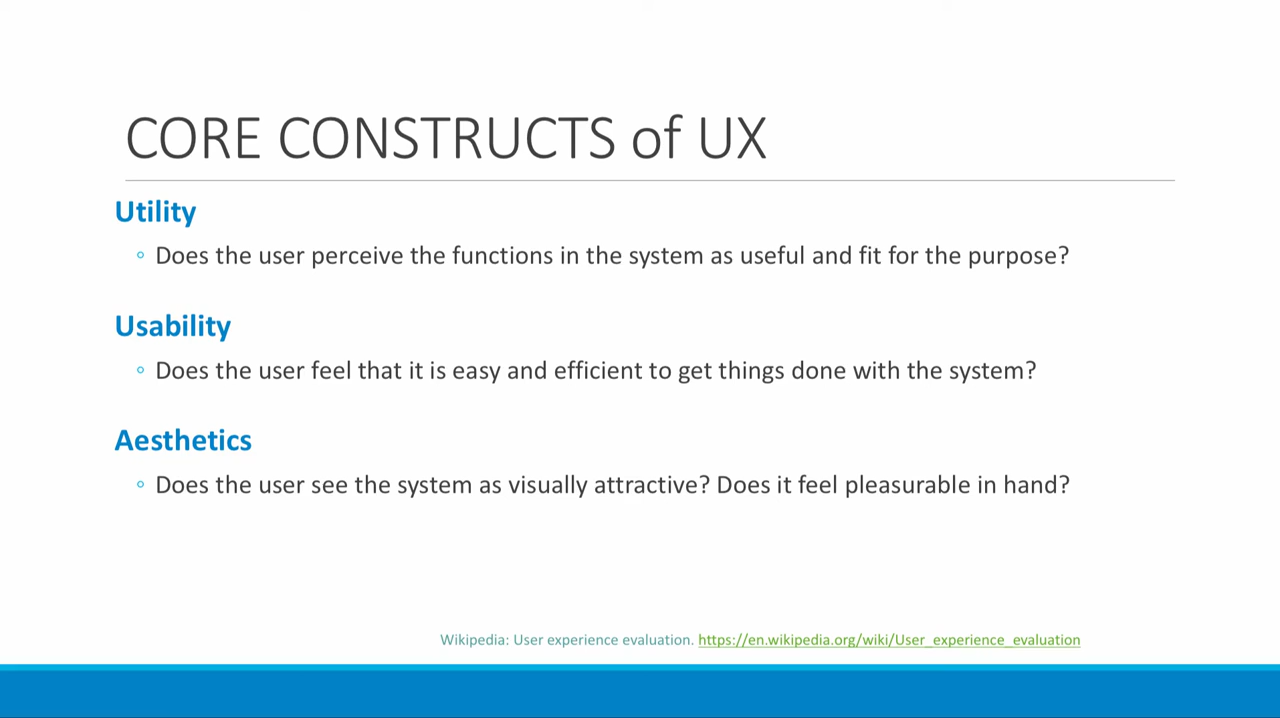 CORE CONSTRUCTS of UX
Utility
◦ Does the user perceive the functions in the system as useful and fit for the purpose?
Usability
◦ Does the user feel that it is easy and efficient to get things done with the system?
Aesthetics
◦ Does the user see the system as visually attractive? Does it feel pleasurable in hand?
Wikipedia: User experience evaluation. https://en.wikipedia.org/wiki/User_experience_evaluation